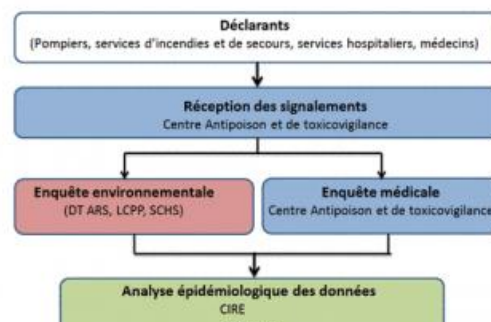 Déclarants
(Pompiers, services d'incendies et de secours, services hospitaliers, médecins)
Réception des signalements
Centre Antipoison et de toxicovigilance
Enquête environnementale
(DT ARS, LCPP, SCHS)
Enquête médicale
Centre Antipoison et de toxicovigilance
Analyse épidémiologique des données
CIRE